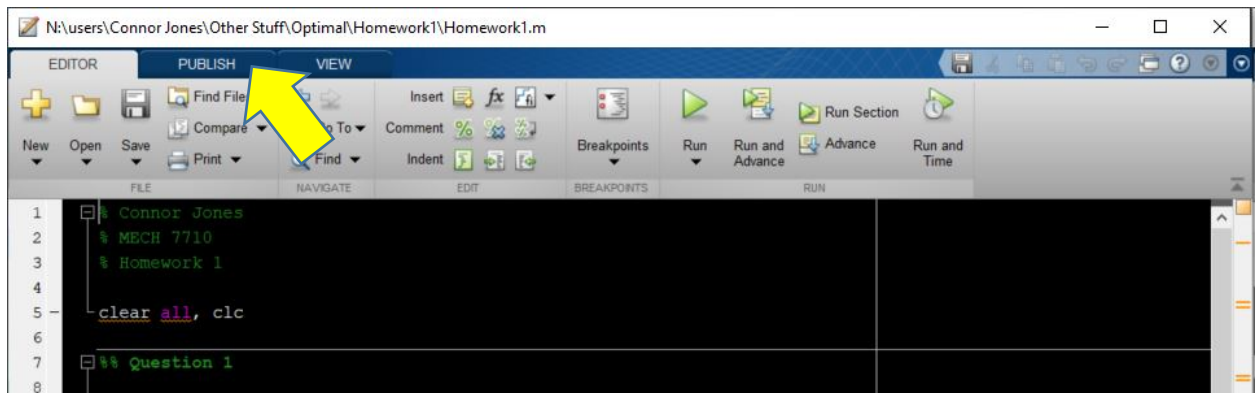 N:\users\Connor Jones\Other Stuff\Optimal\Homework1\Homework1.m
EDITOR PUBLISH VIEW
Find File
Insert fx
Compare
To
Comment
Run Section
New Open Save
Breakpoints
Run
Run and Advance
Advance
Run and Time
Print
Find
Indent
FILE NAVIGATE EDIT BREAKPOINTS RUN
1 % Connor Jones
2 % MECH 7710
3 % Homework 1
4
5 clear all, clc
6
7 %% Question 1
8